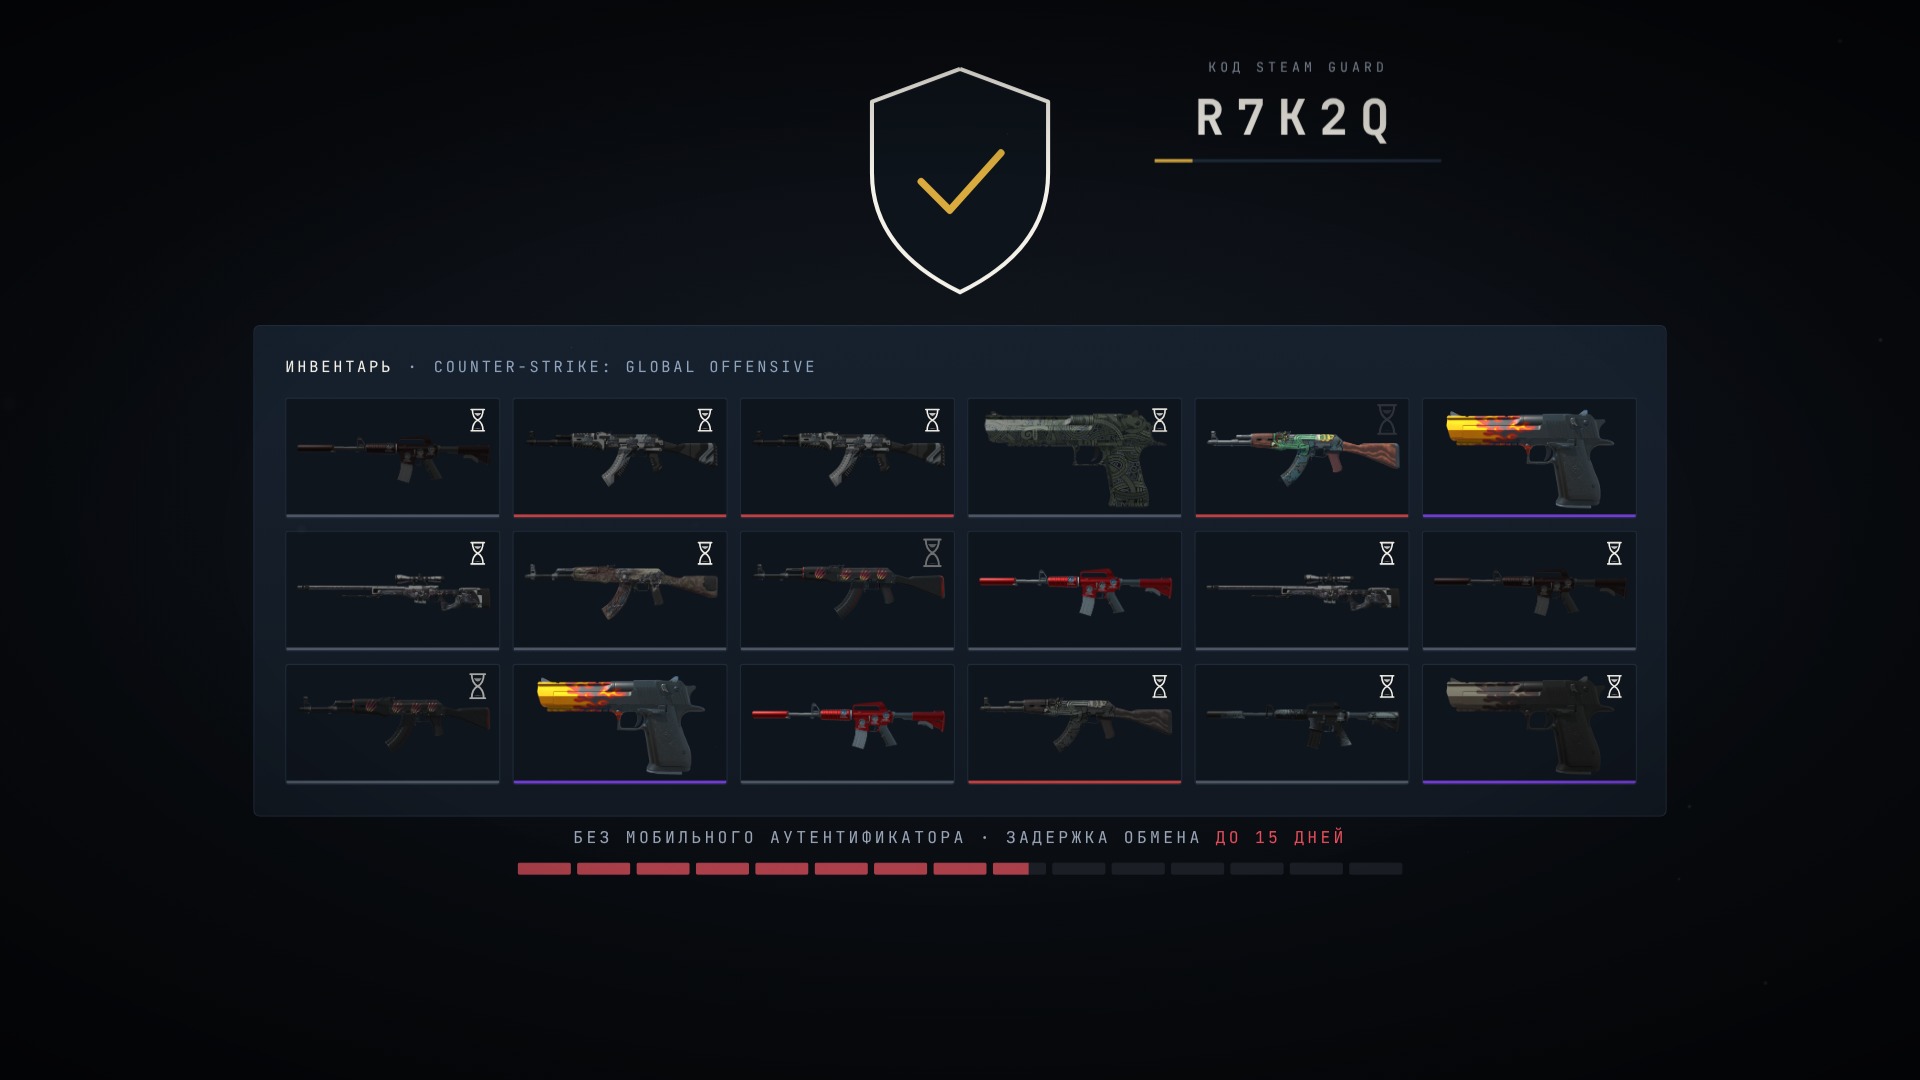 КОД STEAM GUARD
R7K2Q
ИНВЕНТАРЬ · COUNTER-STRIKE: GLOBAL OFFENSIVE
БЕЗ МОБИЛЬНОГО АУТЕНТИФИКАТОРА · ЗАДЕРЖКА ОБМЕНА ДО 15 ДНЕЙ